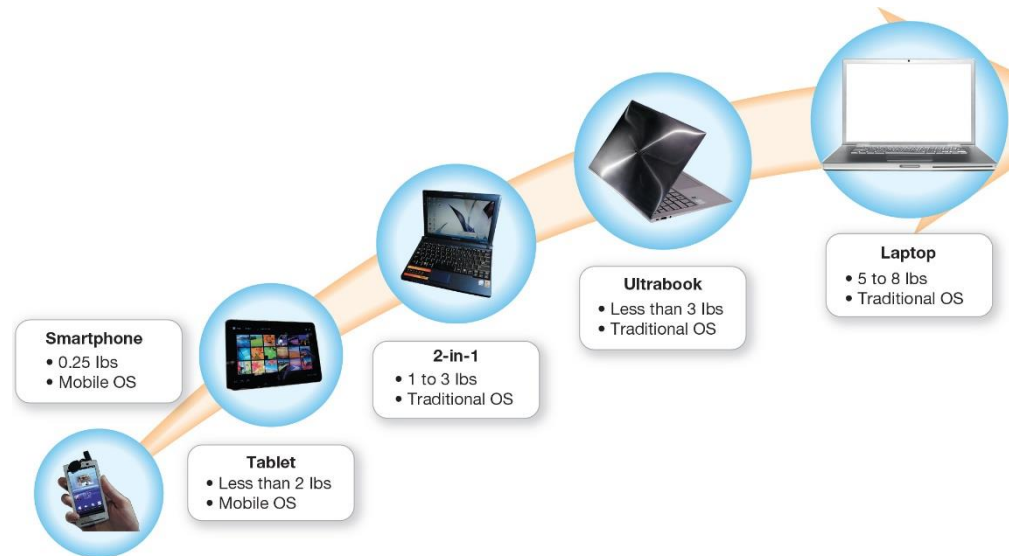 Smartphone
• 0.25 lbs
• Mobile OS
Tablet
• Less than 2 lbs
• Mobile OS
2-in-1
• 1 to 3 lbs
• Traditional OS
Ultrabook
• Less than 3 lbs
• Traditional OS
Laptop
• 5 to 8 lbs
• Traditional OS